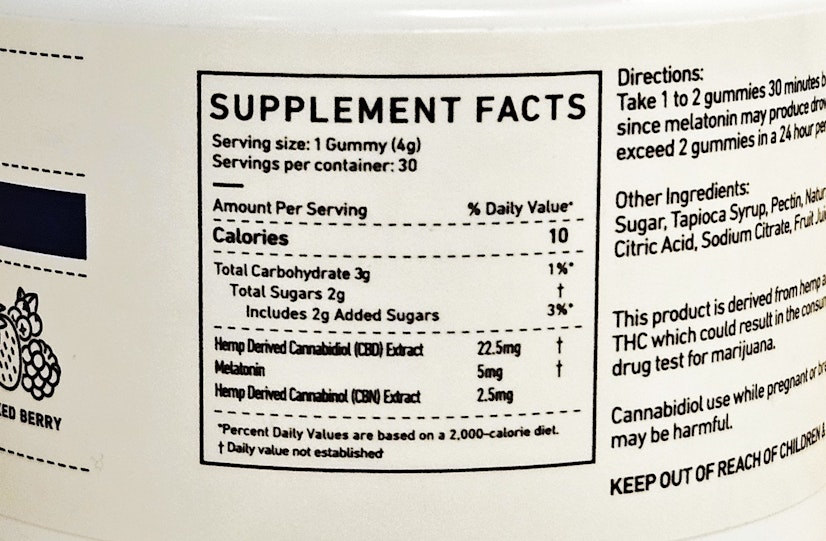 SUPPLEMENT FACTS
Serving size: 1 Gummy (4g)
Servings per container: 30
Amount Per Serving % Daily Value*
Calories 10
Total Carbohydrate 3g 1%*
Total Sugars 2g †
Includes 2g Added Sugars 3%*
Hemp Derived Cannabidiol (CBD) Extract 22.5mg †
Melatonin 5mg †
Hemp Derived Cannabinol (CBN) Extract 2.5mg
*Percent Daily Values are based on a 2,000-calorie diet.
† Daily value not established
Directions:
Take 1 to 2 gummies 30 minutes
since melatonin may produce
exceed 2 gummies in a 24 hour
Other Ingredients:
Sugar, Tapioca Syrup, Pectin,
Citric Acid, Sodium Citrate, Fruit
This product is derived from hemp
THC which could result in the
drug test for marijuana.
Cannabidiol use while pregnant or
may be harmful.
KEEP OUT OF REACH OF CHILDREN &
BERRY